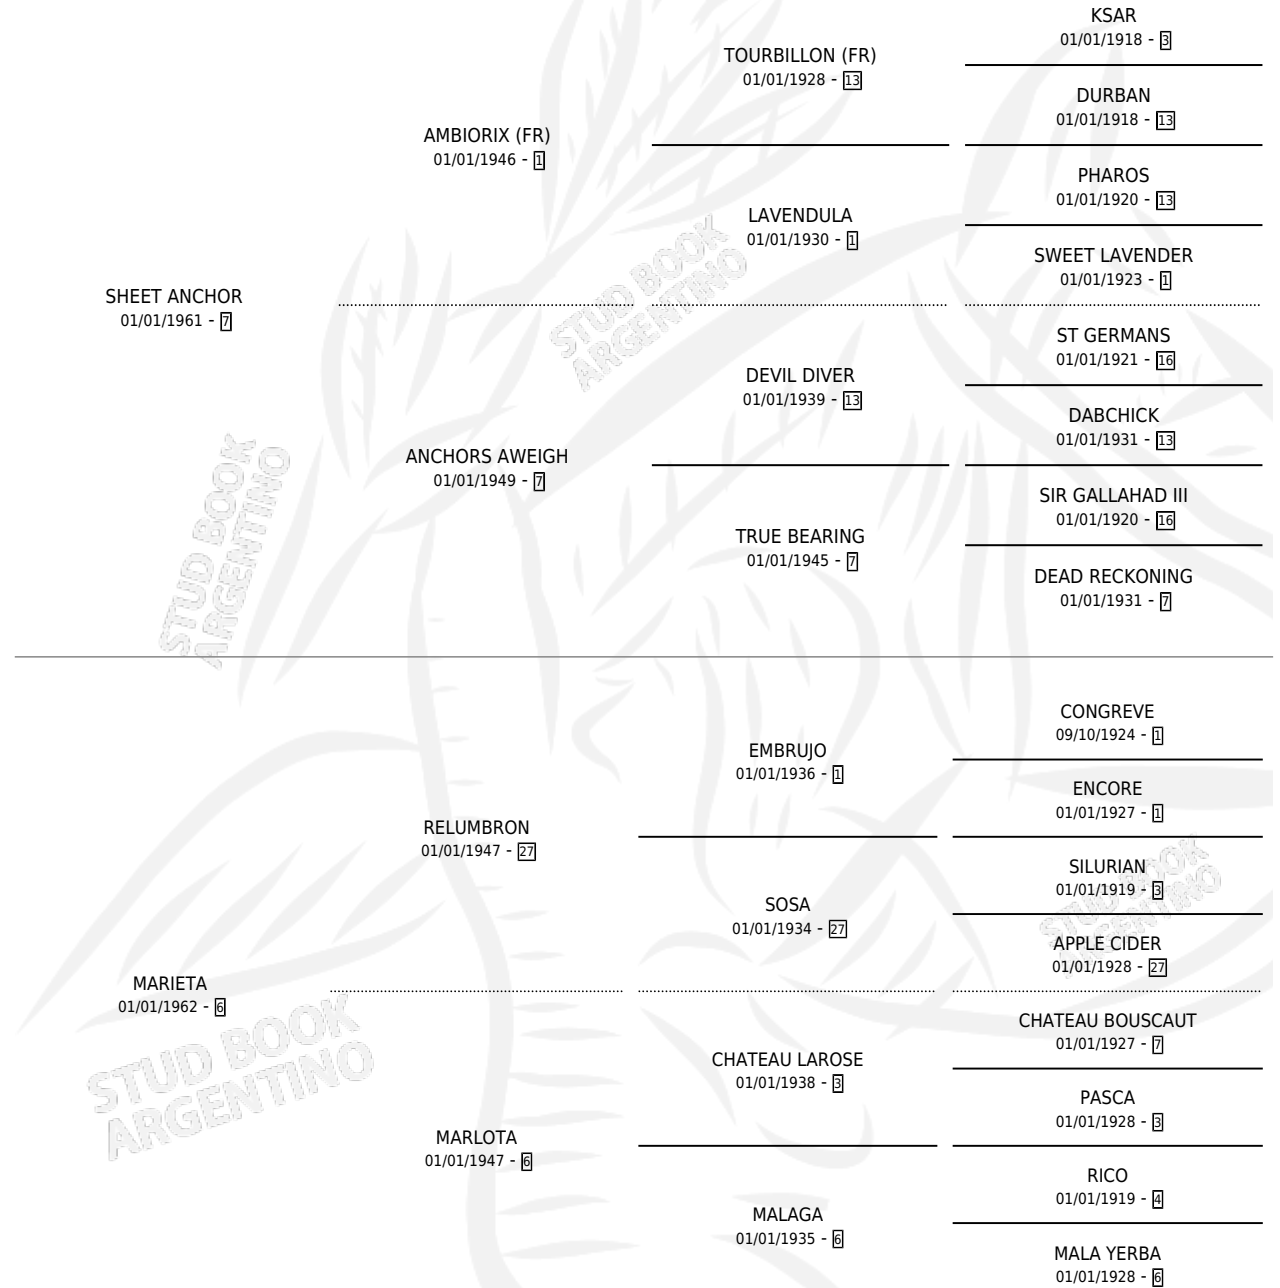 KSAR
01/01/1918 - 3
TOURBILLON (FR)
01/01/1928 - 13
DURBAN
01/01/1918 - 13
AMBIORIX (FR)
01/01/1946 - 1
PHAROS
01/01/1920 - 13
LAVENDULA
01/01/1930 - 1
SWEET LAVENDER
01/01/1923 - 1
SHEET ANCHOR
01/01/1961 - 7
ST GERMANS
01/01/1921 - 16
DEVIL DIVER
01/01/1939 - 13
DABCHICK
01/01/1931 - 13
ANCHORS AWEIGH
01/01/1949 - 7
SIR GALLAHAD III
01/01/1920 - 16
TRUE BEARING
01/01/1945 - 7
DEAD RECKONING
01/01/1931 - 7
CONGREVE
09/10/1924 - 1
EMBRUJO
01/01/1936 - 1
ENCORE
01/01/1927 - 1
RELUMBRON
01/01/1947 - 27
SILURIAN
01/01/1919 - 3
SOSA
01/01/1934 - 27
APPLE CIDER
01/01/1928 - 27
MARIETA
01/01/1962 - 6
CHATEAU BOUSCAUT
01/01/1927 - 7
CHATEAU LAROSE
01/01/1938 - 3
PASCA
01/01/1928 - 3
MARLOTA
01/01/1947 - 6
RICO
01/01/1919 - 4
MALAGA
01/01/1935 - 6
MALA YERBA
01/01/1928 - 6
STUD BOOK
ARGENTINO
STUD BOOK
ARGENTINO
STUD BOOK
ARGENTINO
STUD BOOK
ARGENTINO